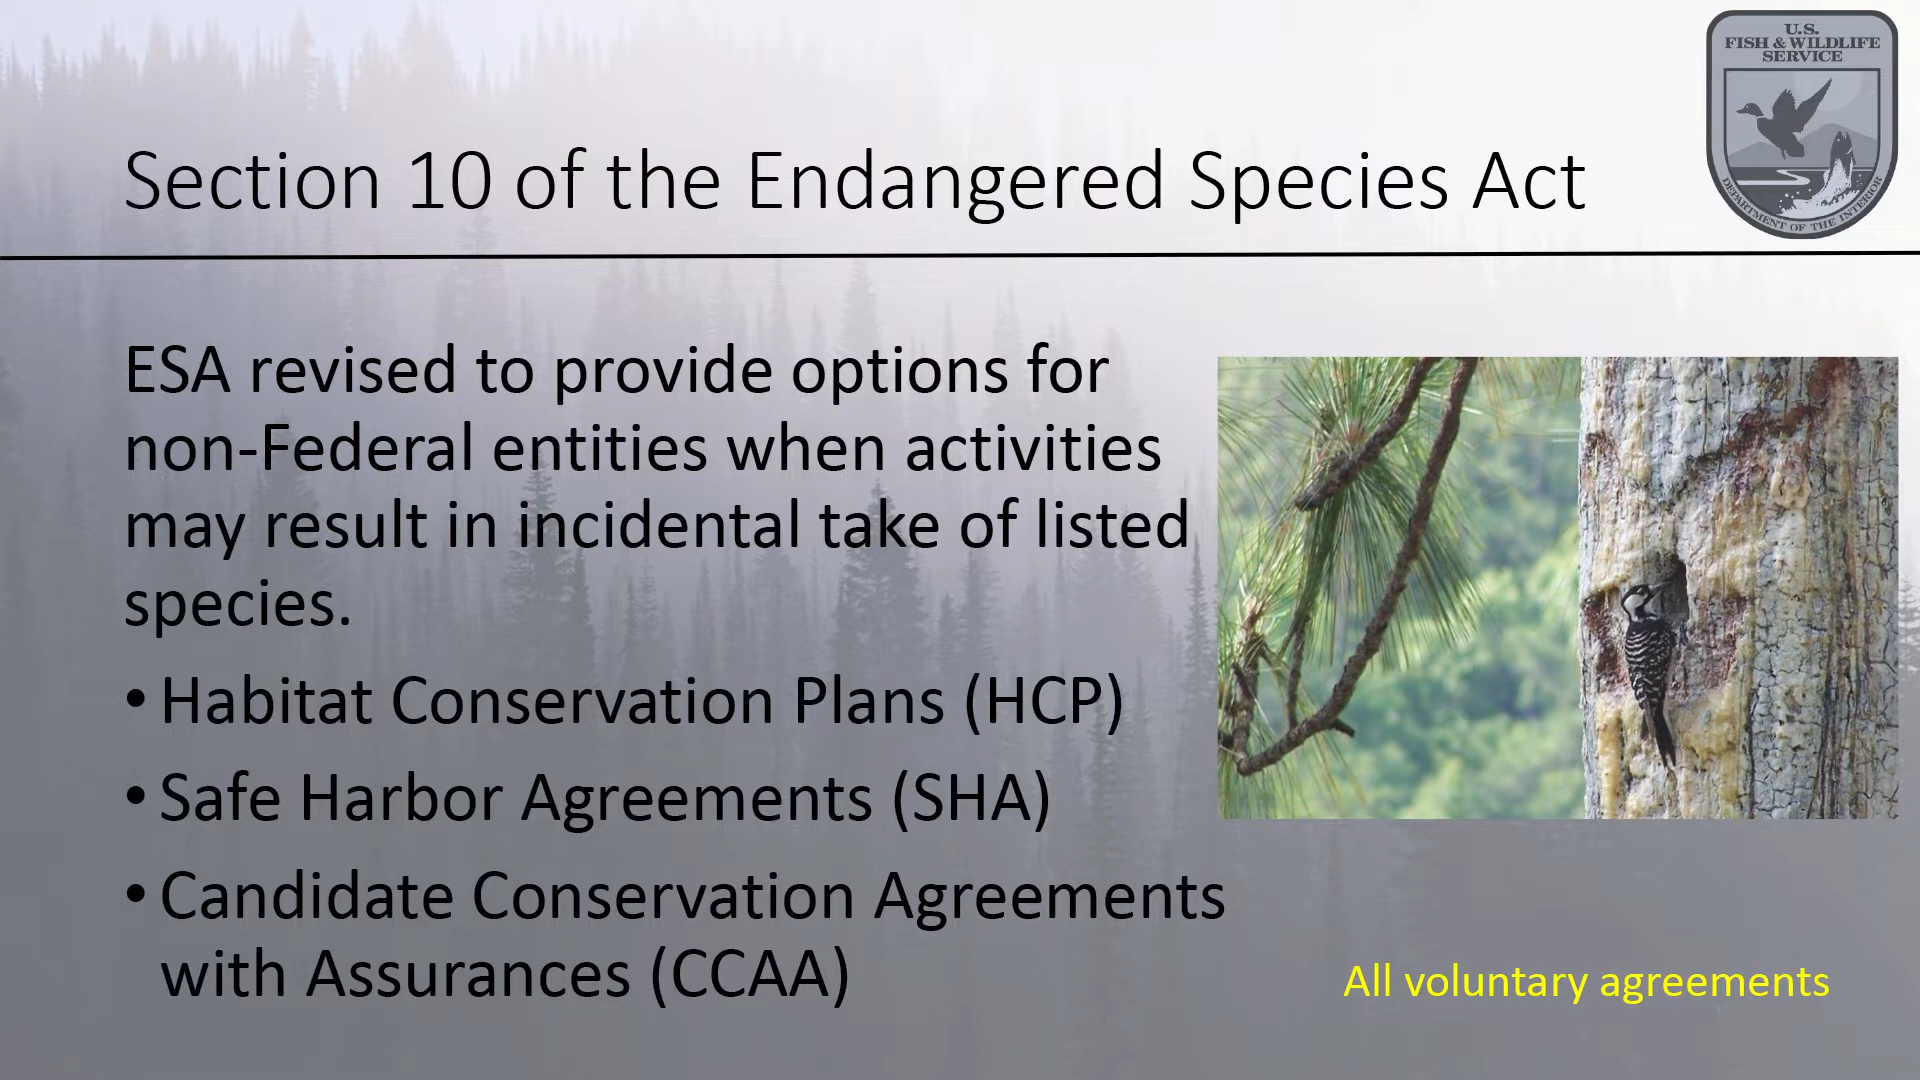 U.S.
FISH & WILDLIFE
SERVICE
DEPARTMENT OF THE INTERIOR
Section 10 of the Endangered Species Act
ESA revised to provide options for
non-Federal entities when activities
may result in incidental take of listed
species.
• Habitat Conservation Plans (HCP)
• Safe Harbor Agreements (SHA)
• Candidate Conservation Agreements
with Assurances (CCAA)
All voluntary agreements